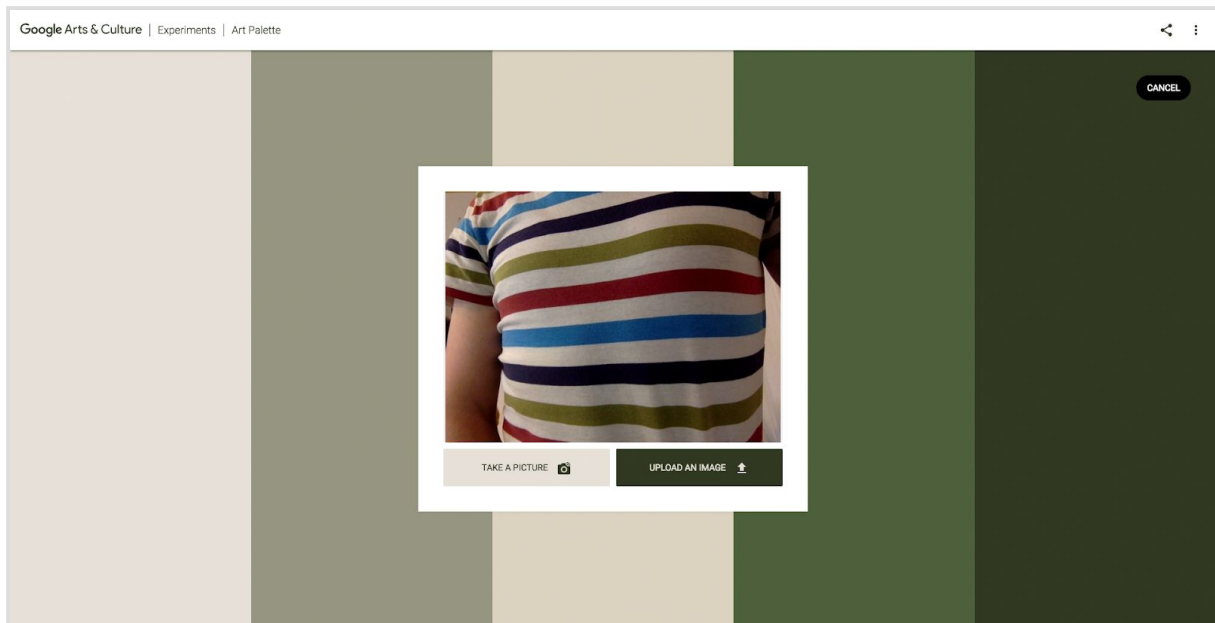 Google Arts & Culture | Experiments | Art Palette
CANCEL
TAKE A PICTURE
UPLOAD AN IMAGE